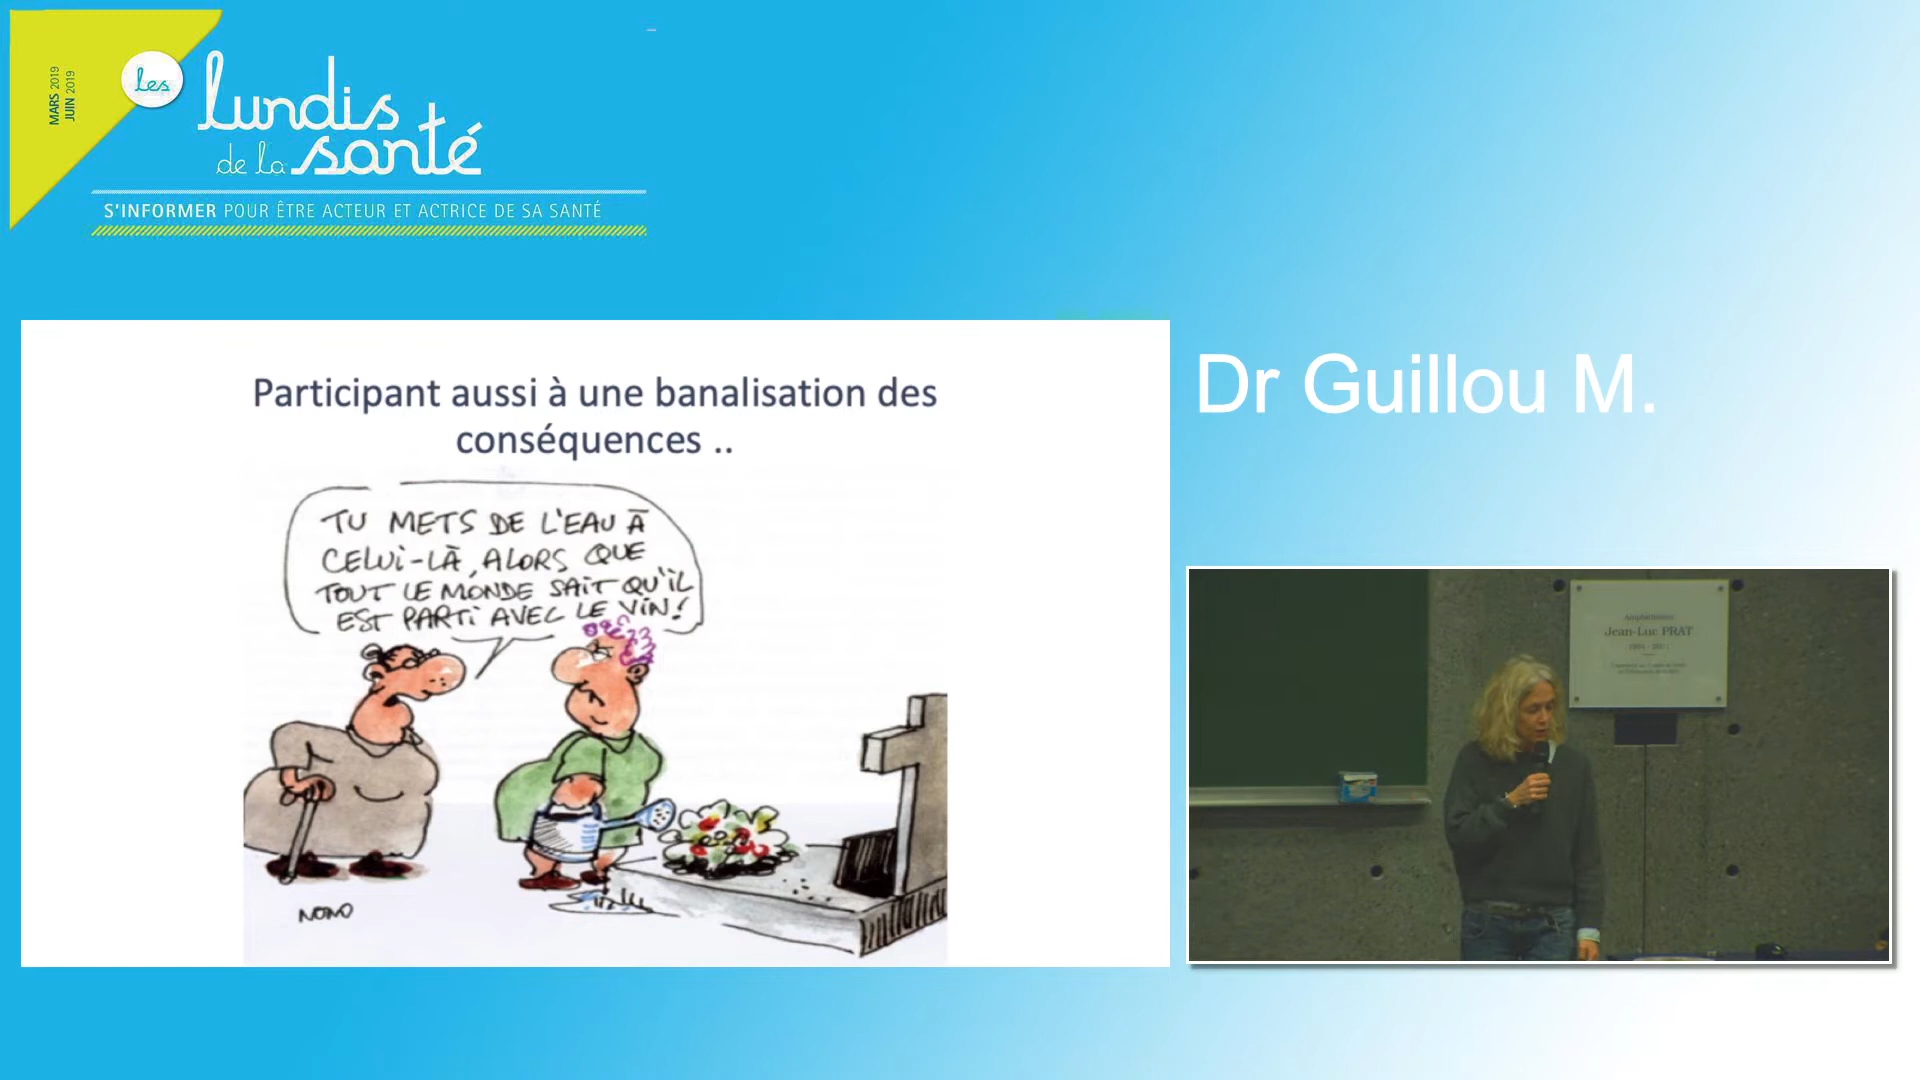 MARS 2019
JUIN 2019
les
lundis
de la santé
S'INFORMER POUR ÊTRE ACTEUR ET ACTRICE DE SA SANTÉ
Participant aussi à une banalisation des
conséquences ..
TU METS DE L'EAU À
CELUI-LÀ, ALORS QUE
TOUT LE MONDE SAIT QU'IL
EST PARTI AVEC LE VIN!
NONO
Dr Guillou M.
Amphithéâtre
Jean-Luc PRAT